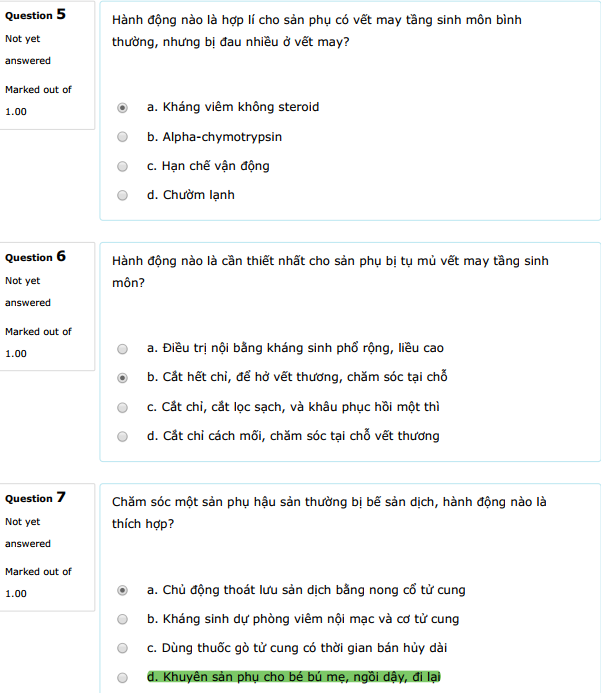 Question 5
Not yet
answered
Marked out of
1.00
Hành động nào là hợp lí cho sản phụ có vết may tầng sinh môn bình
thường, nhưng bị đau nhiều ở vết may?
a. Kháng viêm không steroid
b. Alpha-chymotrypsin
c. Hạn chế vận động
d. Chườm lạnh
Question 6
Not yet
answered
Marked out of
1.00
Hành động nào là cần thiết nhất cho sản phụ bị tụ mủ vết may tầng sinh
môn?
a. Điều trị nội bằng kháng sinh phổ rộng, liều cao
b. Cắt hết chỉ, để hở vết thương, chăm sóc tại chỗ
c. Cắt chỉ, cắt lọc sạch, và khâu phục hồi một thì
d. Cắt chỉ cách mối, chăm sóc tại chỗ vết thương
Question 7
Not yet
answered
Marked out of
1.00
Chăm sóc một sản phụ hậu sản thường bị bế sản dịch, hành động nào là
thích hợp?
a. Chủ động thoát lưu sản dịch bằng nong cổ tử cung
b. Kháng sinh dự phòng viêm nội mạc và cơ tử cung
c. Dùng thuốc gò tử cung có thời gian bán hủy dài
d. Khuyên sản phụ cho bé bú mẹ, ngồi dậy, đi lại